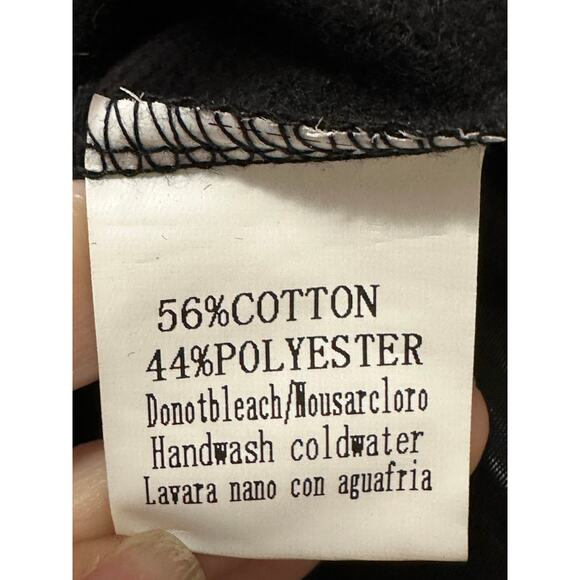 56%COTTON
44%POLYESTER
Donotbleach/Nousarcloro
Handwash coldwater
Lavara nano con aguafria